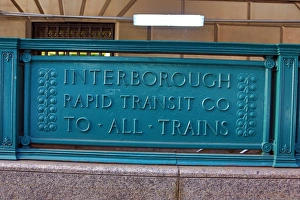 INTERBOROUGH
RAPID TRANSIT CO
TO · ALL · TRAINS